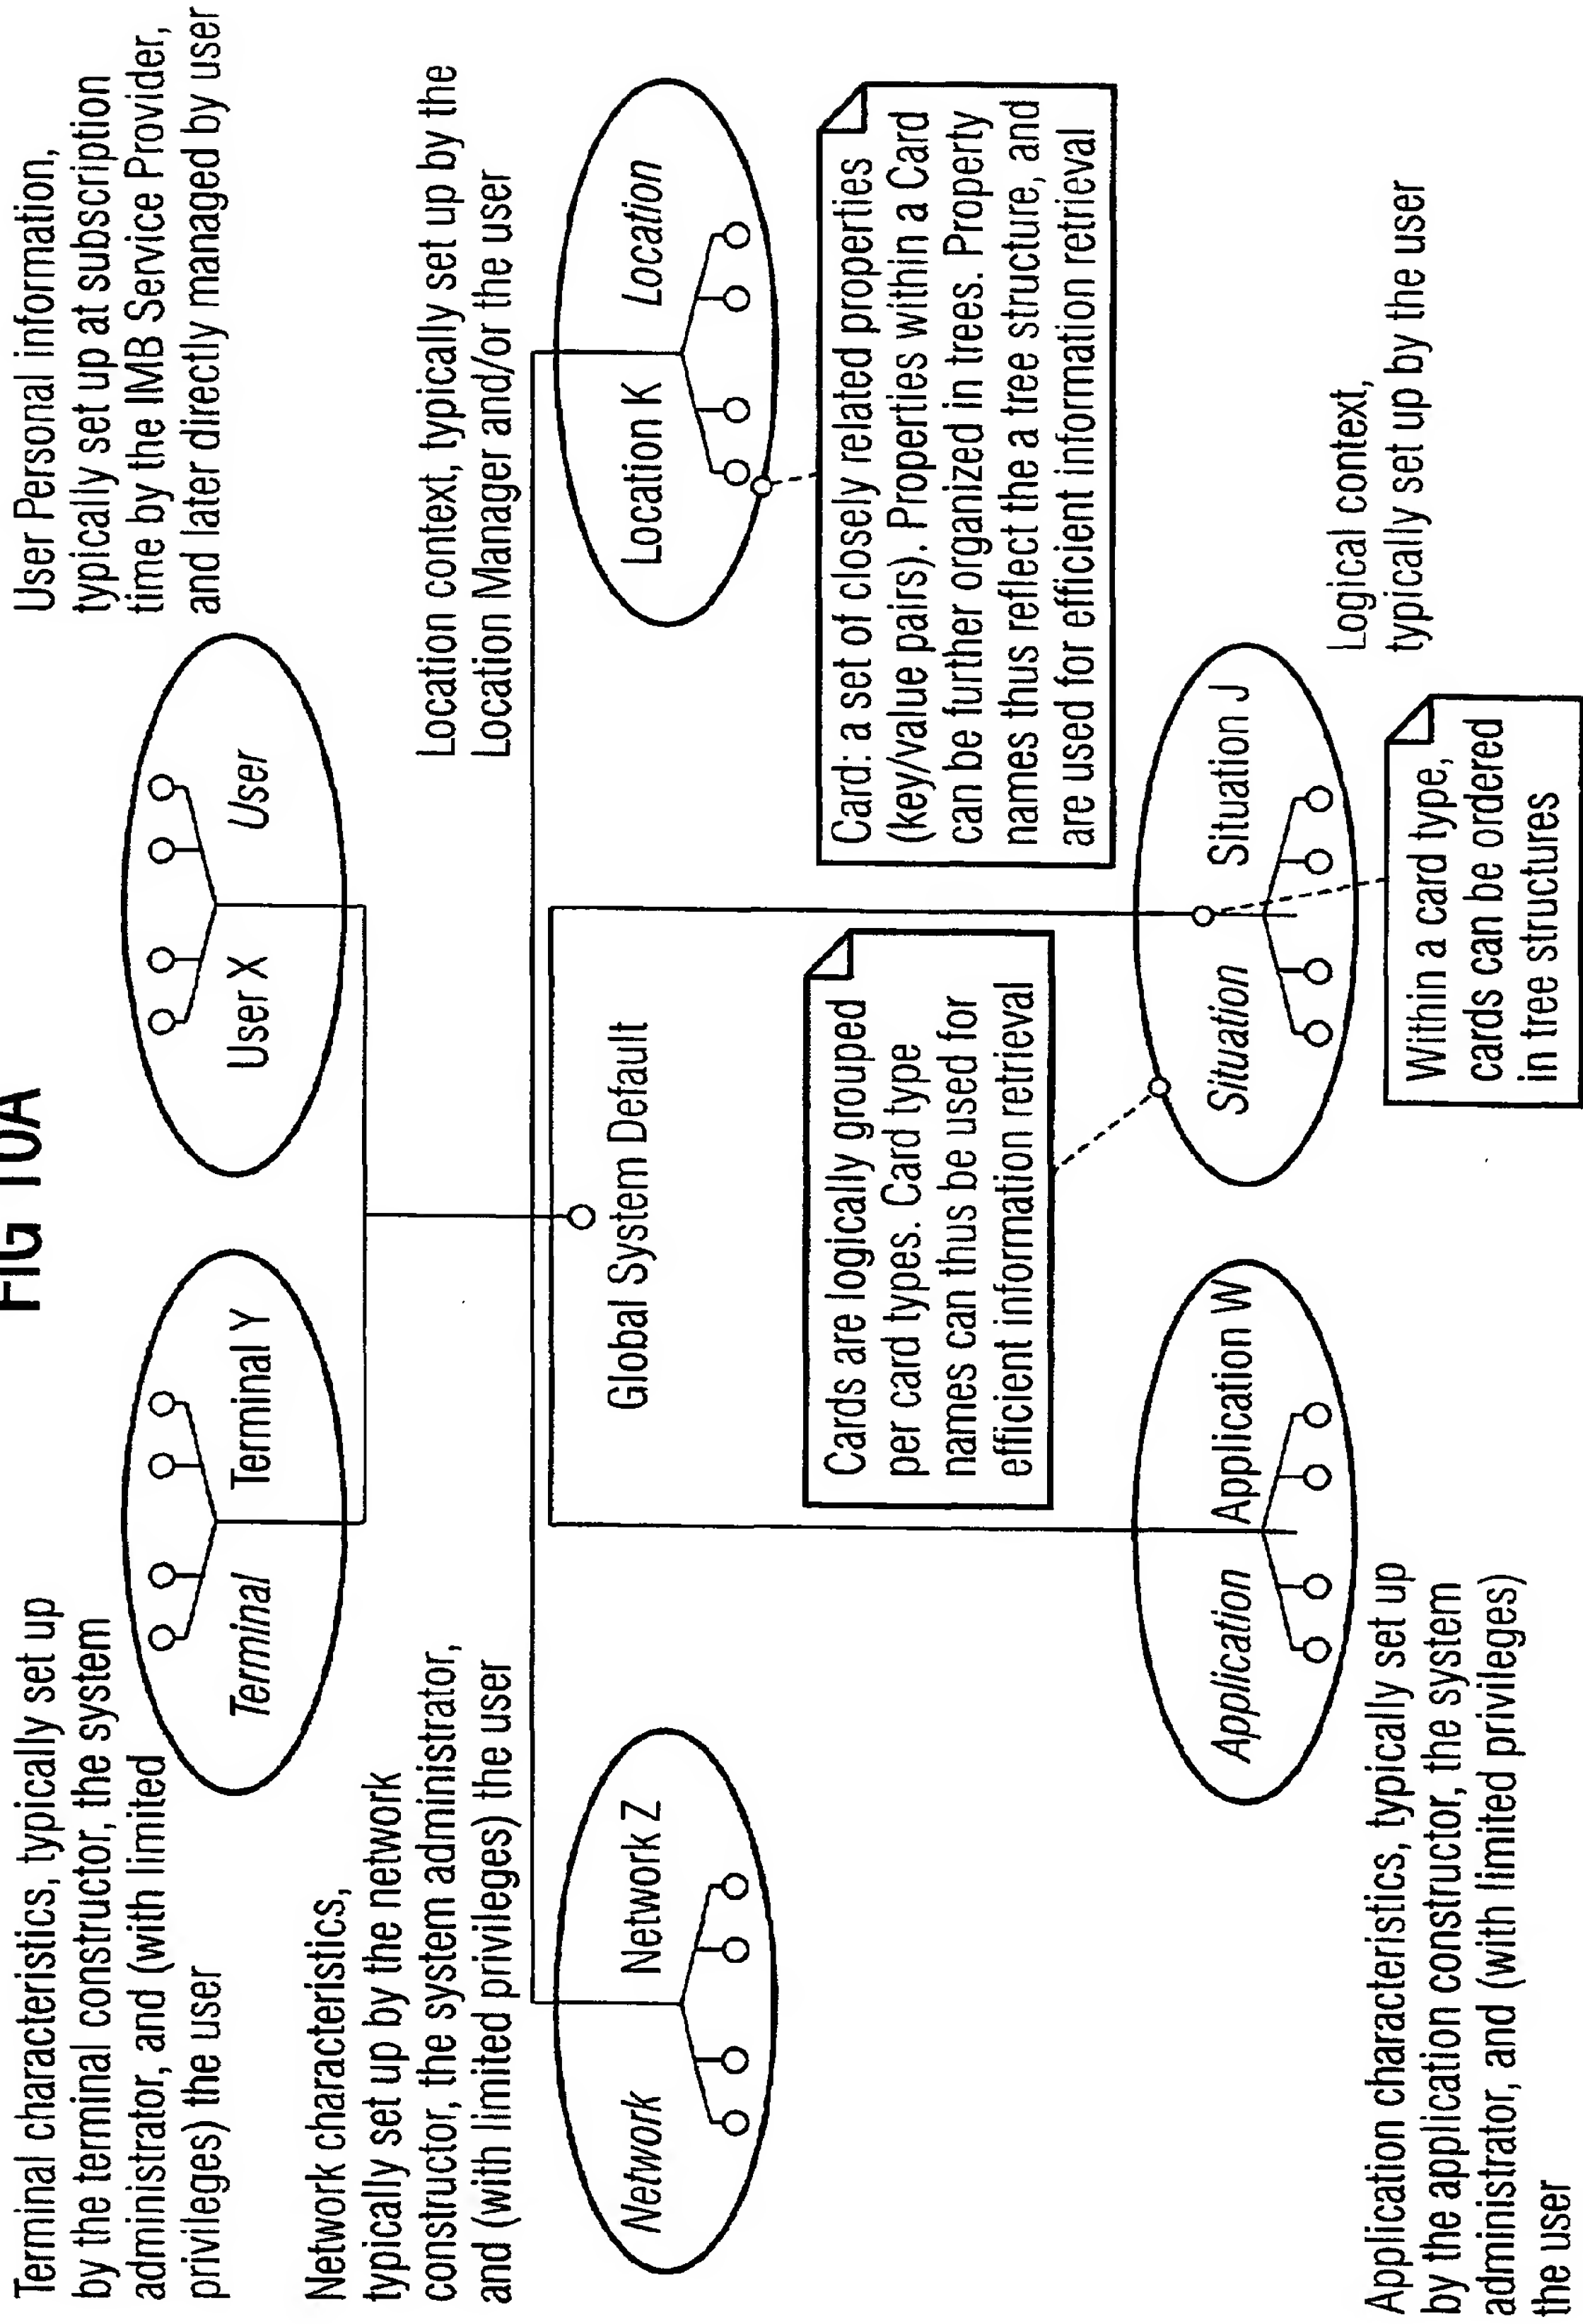 FIG 10A
Terminal characteristics, typically set up
by the terminal constructor, the system
administrator, and (with limited
privileges) the user
User Personal information,
typically set up at subscription
time by the IMB Service Provider,
and later directly managed by user
Terminal
Terminal Y
User X
User
Network characteristics,
typically set up by the network
constructor, the system administrator,
and (with limited privileges) the user
Location context, typically set up by the
Location Manager and/or the user
Network
Network Z
Global System Default
Location K
Location
Cards are logically grouped
per card types. Card type
names can thus be used for
efficient information retrieval
Card: a set of closely related properties
(key/value pairs). Properties within a Card
can be further organized in trees. Property
names thus reflect the a tree structure, and
are used for efficient information retrieval
Application
Application W
Situation
Situation J
Application characteristics, typically set up
by the application constructor, the system
administrator, and (with limited privileges)
the user
Logical context,
typically set up by the user
Within a card type,
cards can be ordered
in tree structures